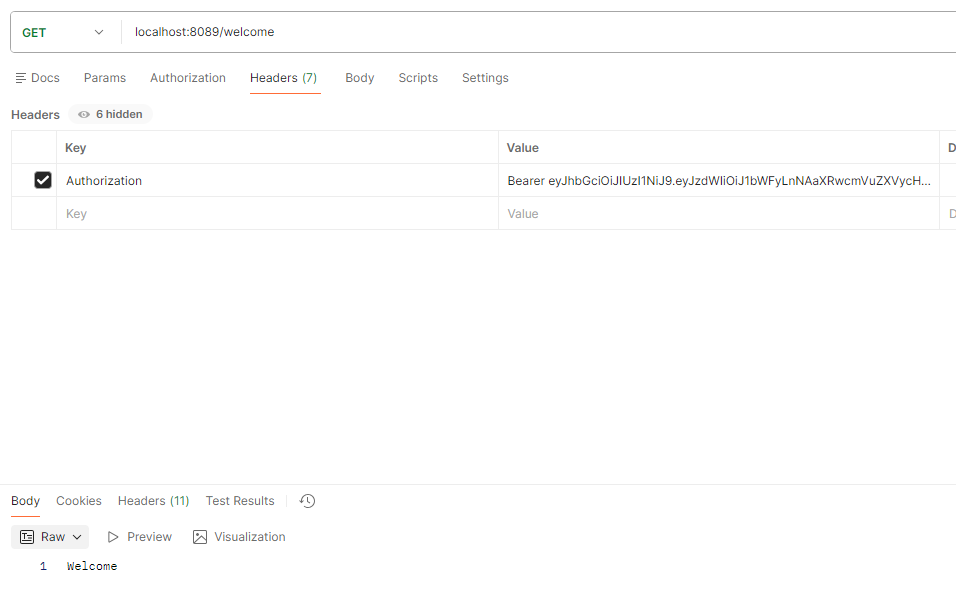 GET localhost:8089/welcome
Docs Params Authorization Headers (7) Body Scripts Settings
Headers 6 hidden
Key Value D
Authorization Bearer eyJhbGciOiJIUzI1NiJ9.eyJzdWIiOiJ1bWFyLnNAaXRwcmVuZXVycH...
Key Value D
Body Cookies Headers (11) Test Results
Raw Preview Visualization
1 Welcome